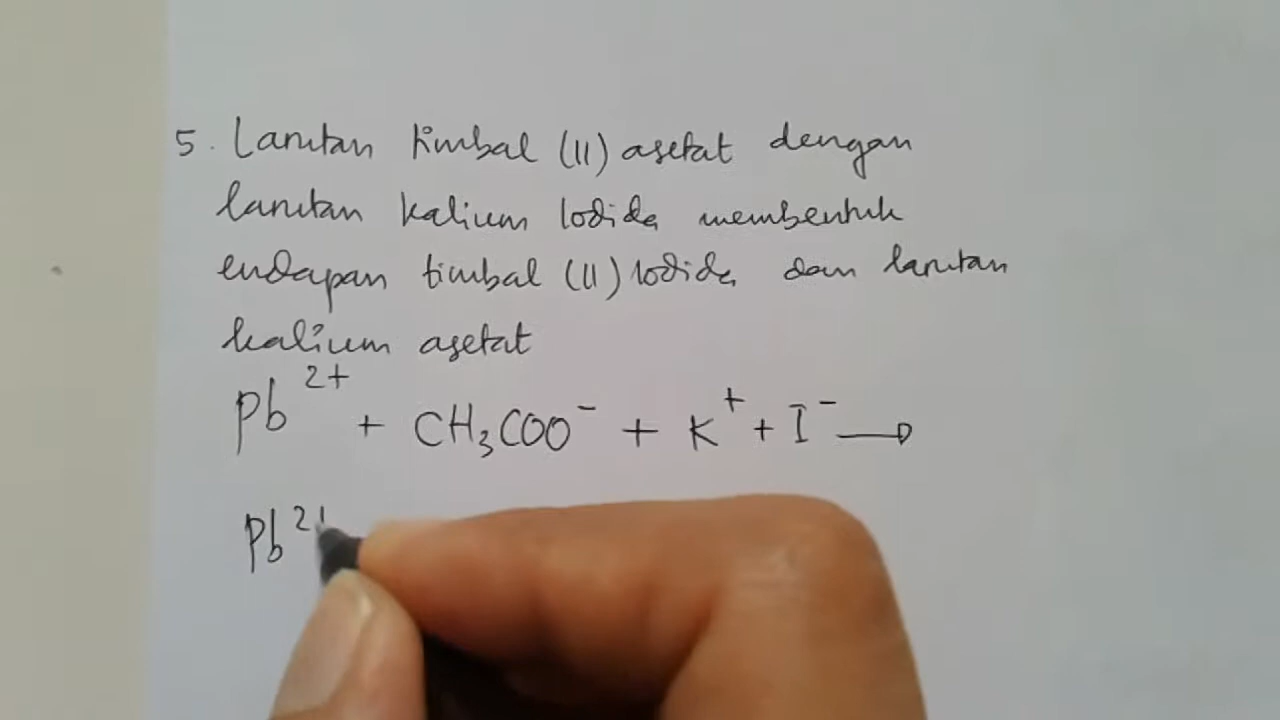 5. Larutan timbal (II) asetat dengan
larutan kalium Iodida membentuk
endapan timbal (II) Iodida dan larutan
kalium asetat
Pb²⁺ + CH₃COO⁻ + K⁺ + I⁻ →
Pb²⁺